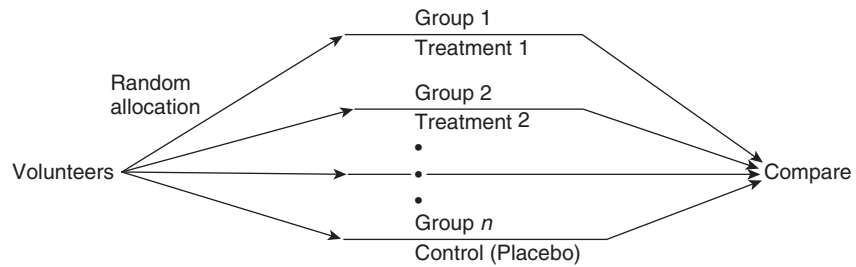 Group 1
Treatment 1
Random
allocation
Group 2
Treatment 2
Volunteers
Compare
Group n
Control (Placebo)